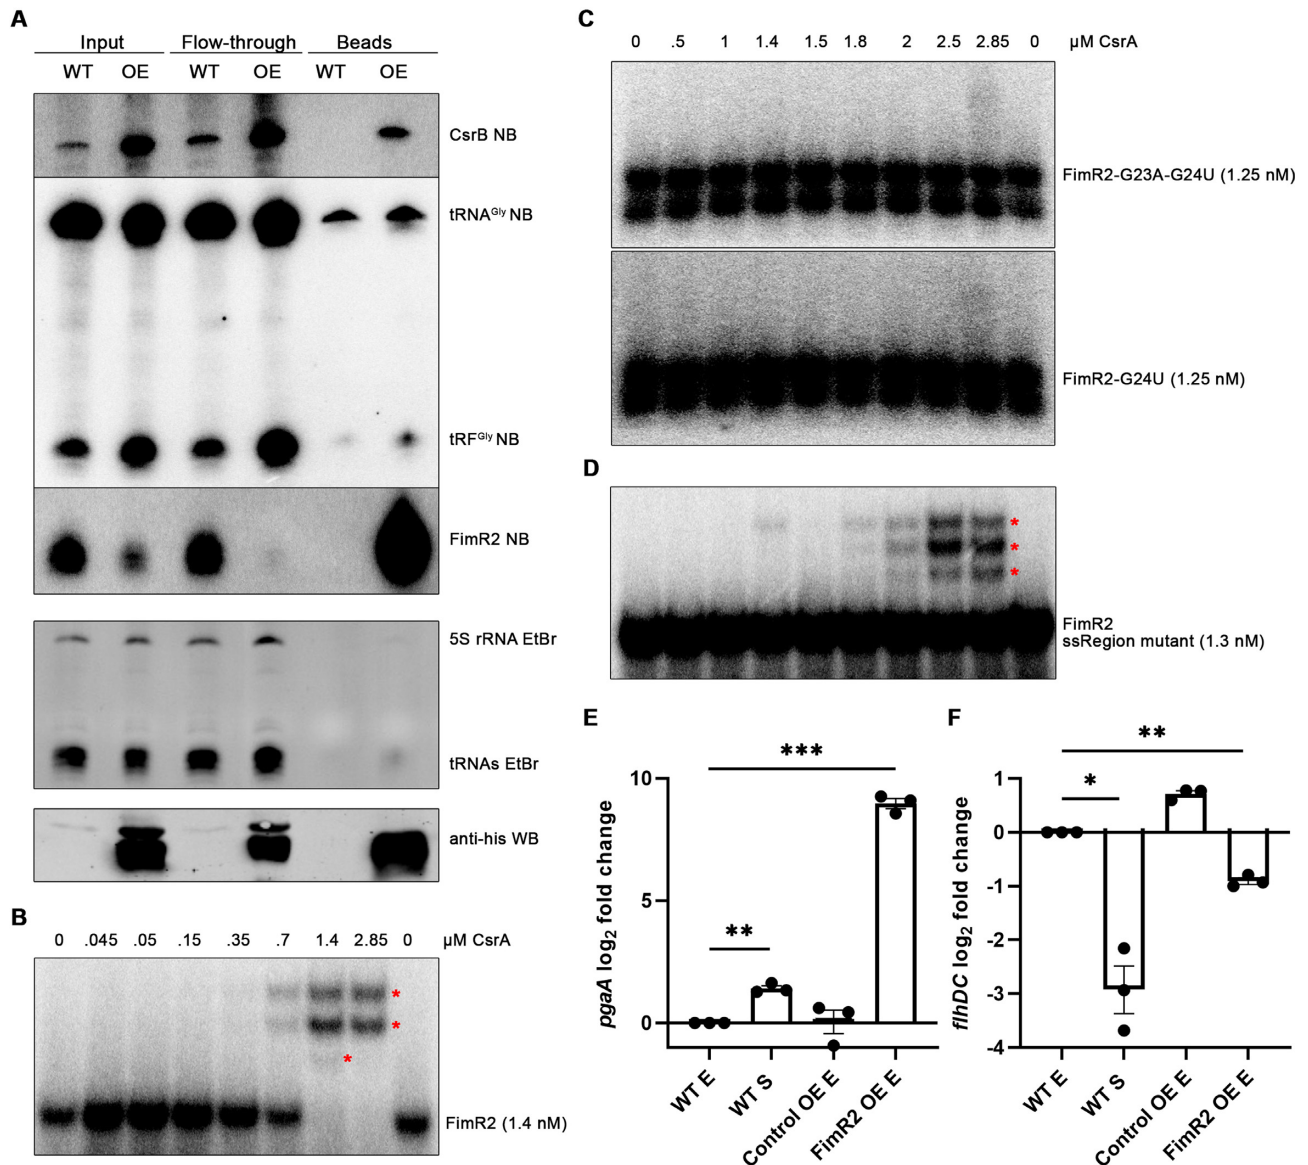 A
Input Flow-through Beads
WT OE WT OE WT OE
CsrB NB
tRNAGly NB
tRFGly NB
FimR2 NB
5S rRNA EtBr
tRNAs EtBr
anti-his WB
B
0 .045 .05 .15 .35 .7 1.4 2.85 0 µM CsrA
*
*
*
FimR2 (1.4 nM)
C
0 .5 1 1.4 1.5 1.8 2 2.5 2.85 0 µM CsrA
FimR2-G23A-G24U (1.25 nM)
FimR2-G24U (1.25 nM)
D
*
*
*
FimR2
ssRegion mutant (1.3 nM)
E
pgaA log2 fold change
10
5
0
***
**
WT E
WT S
Control OE E
FimR2 OE E
F
flhDC log2 fold change
1
0
-1
-2
-3
-4
**
*
WT E
WT S
Control OE E
FimR2 OE E